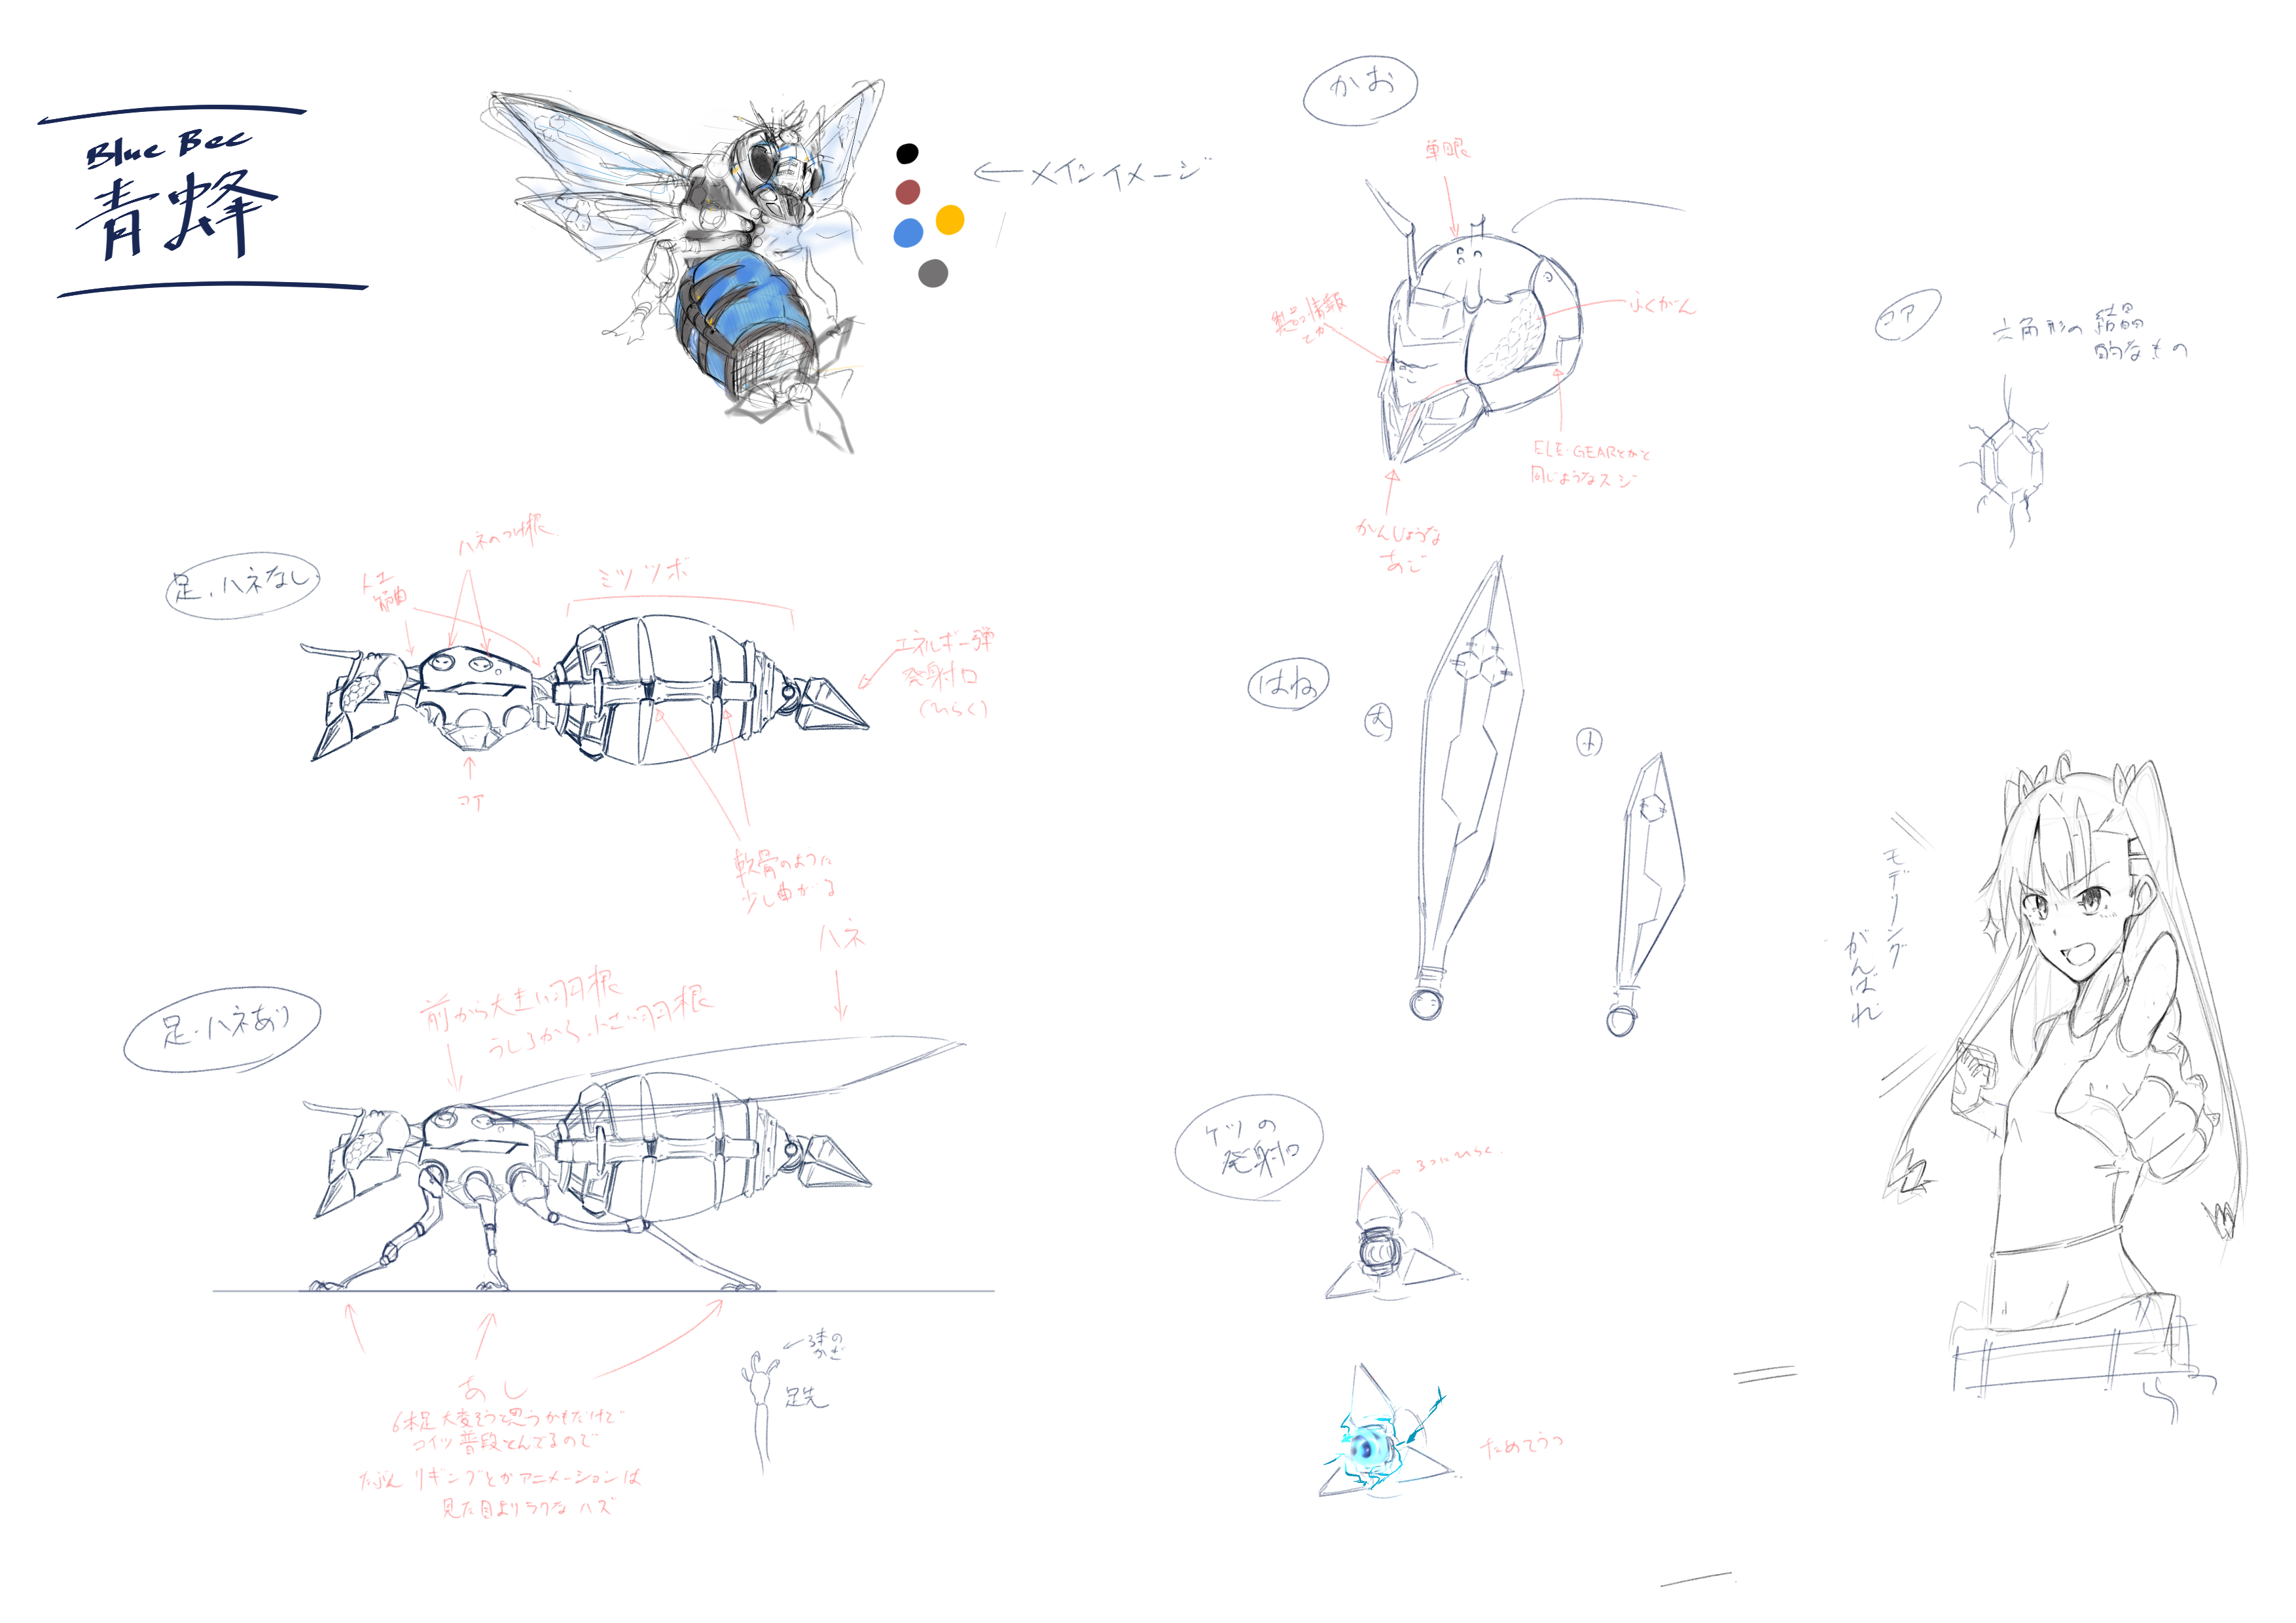 Blue Bee
青蜂
←メインイメージ
かお
単眼
製品情報
とか
ふくがん
ELE・GEARとかと
同じようなスジ
がんじょうな
あご
コア
六角形の結晶
的なもの
足、ハネなし
ハネのつけ根
ミツツボ
エネルギー弾
発射口
(ひらく)
コア
軟骨のように
少し曲がる
はね
大
小
足・ハネあり
前から大きい羽根
うしろから小さい羽根
ハネ
あし
6本足大変そうと思うかもだけど
コイツ普段とんでるので
たぶんリギングとかアニメーションは
見た目よりラクなハズ
3本の
かぎ
足先
ケツの
発射口
3つにひらく
ためてうつ
モデリング
がんばれ